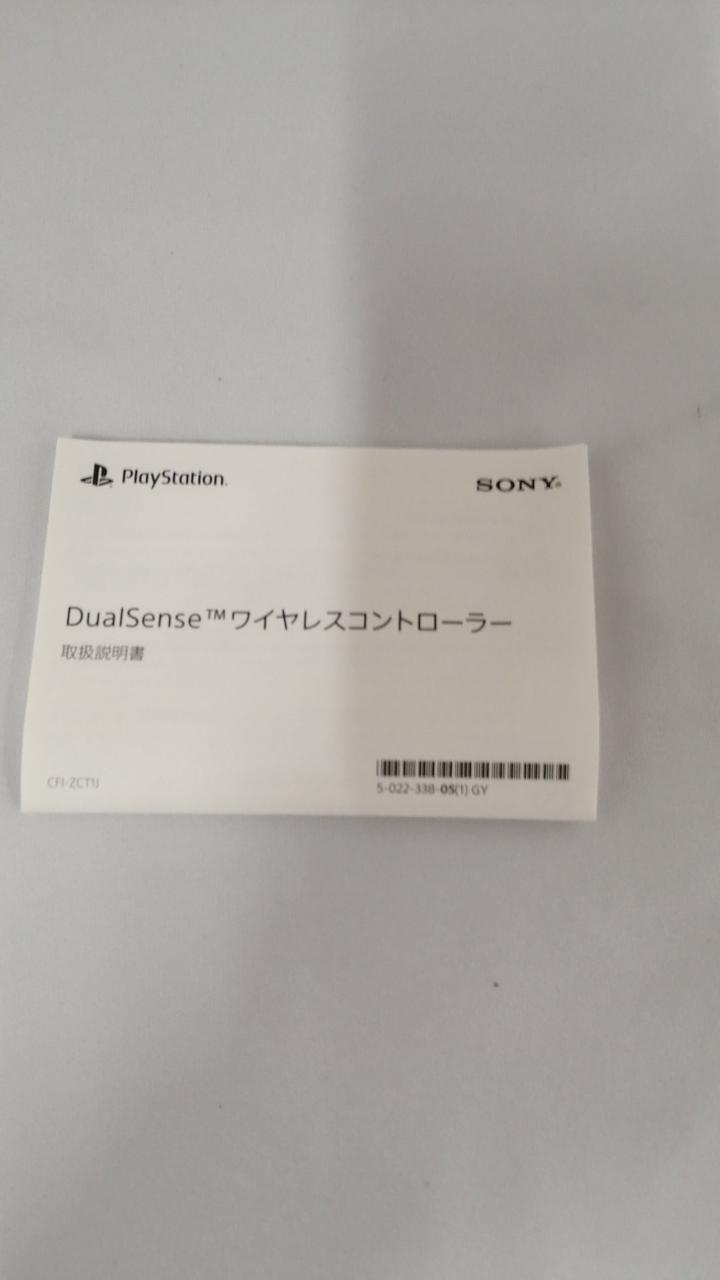 PlayStation.
SONY®
DualSense™ワイヤレスコントローラー
取扱説明書
CFI-ZCT1J
5-022-338-05(1) GY